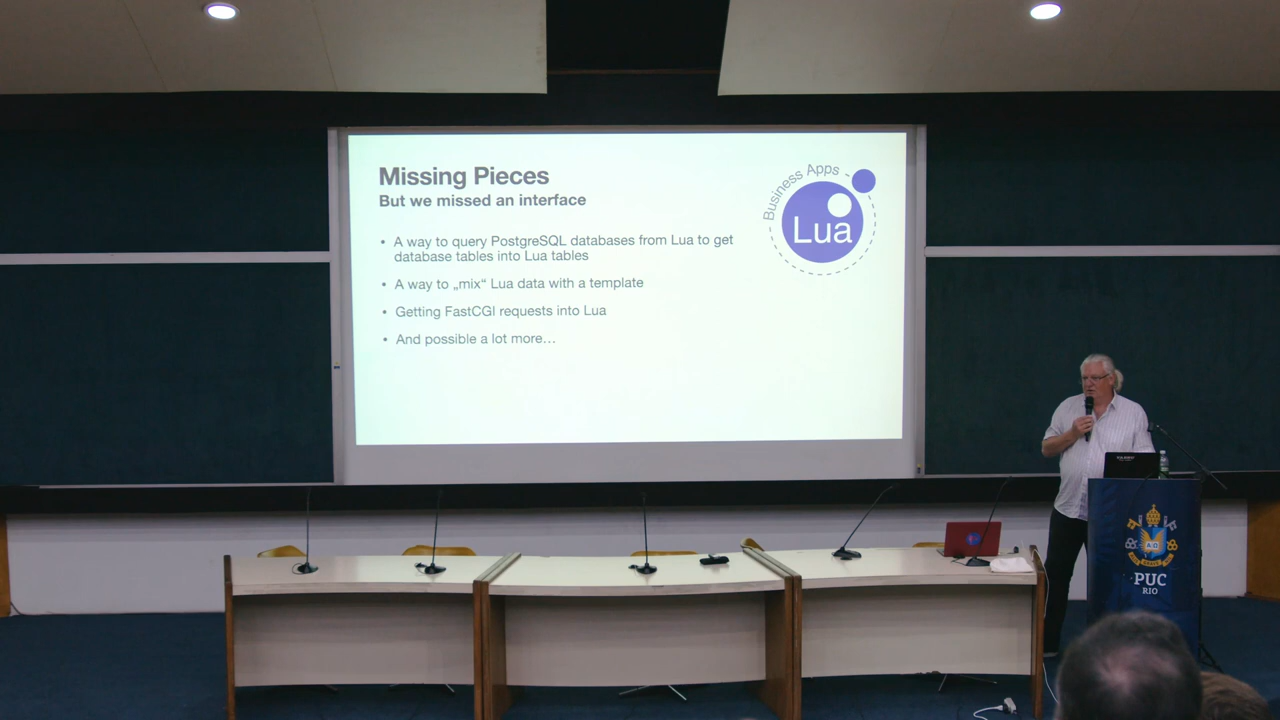 Missing Pieces
But we missed an interface
• A way to query PostgreSQL databases from Lua to get
database tables into Lua tables
• A way to „mix“ Lua data with a template
• Getting FastCGI requests into Lua
• And possible a lot more…
Business Apps
Lua
PUC
RIO